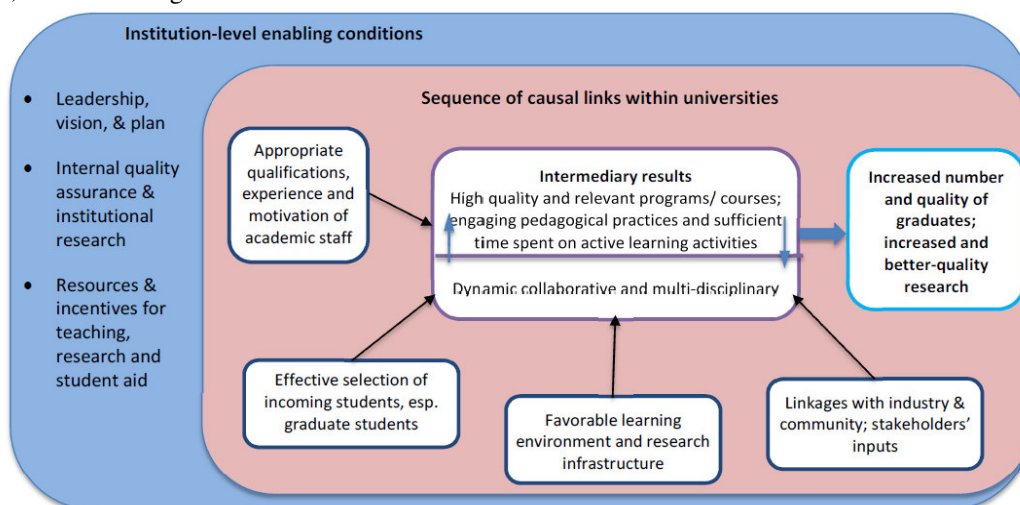 Institution-level enabling conditions
• Leadership,
vision, & plan
• Internal quality
assurance &
institutional
research
• Resources &
incentives for
teaching,
research and
student aid
Sequence of causal links within universities
Appropriate
qualifications,
experience and
motivation of
academic staff
Intermediary results
High quality and relevant programs/ courses;
engaging pedagogical practices and sufficient
time spent on active learning activities
Dynamic collaborative and multi-disciplinary
Increased number
and quality of
graduates;
increased and
better-quality
research
Effective selection of
incoming students, esp.
graduate students
Favorable learning
environment and research
infrastructure
Linkages with industry &
community; stakeholders’
inputs